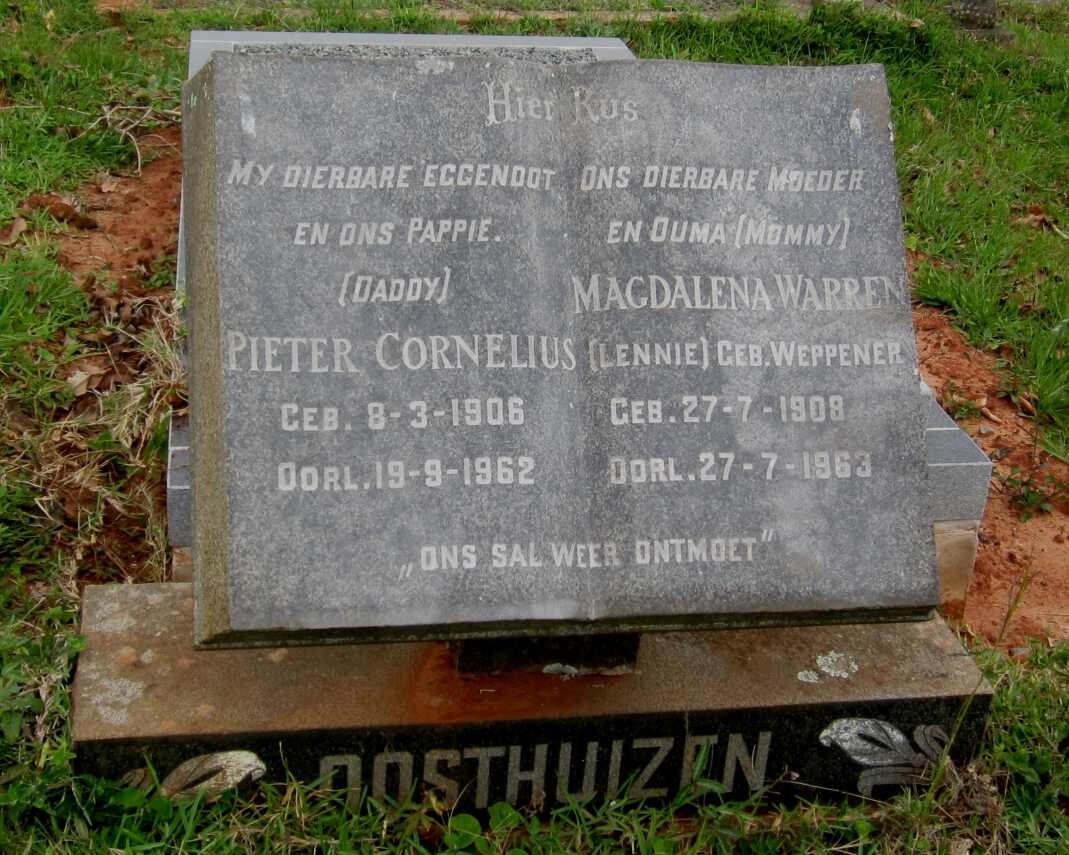 Hier Rus
MY DIERBARE EGGENOOT
EN ONS PAPPIE.
(DADDY)
PIETER CORNELIUS
GEB. 8-3-1906
OORL. 19-9-1962
ONS DIERBARE MOEDER
EN OUMA (MOMMY)
MAGDALENA WARREN
(LENNIE) GEB. WEPPENER
GEB. 27-7-1908
OORL. 27-7-1963
„ONS SAL WEER ONTMOET”
OOSTHUIZEN